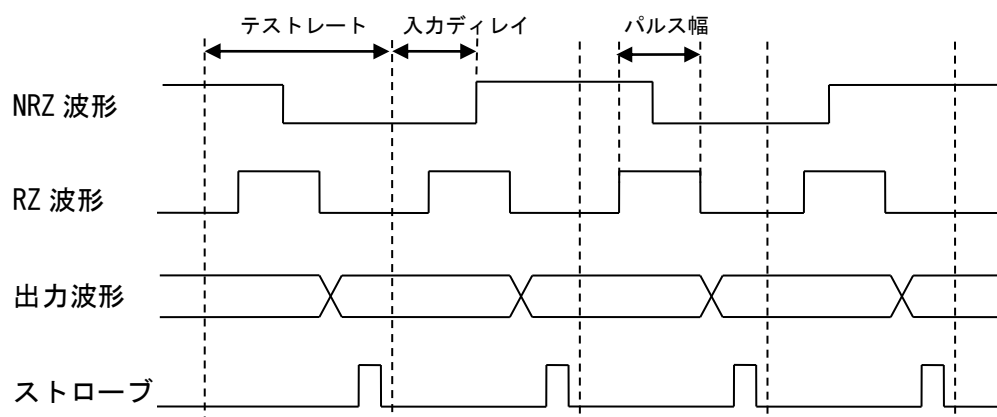 テストレート
入力ディレイ
パルス幅
NRZ 波形
RZ 波形
出力波形
ストローブ